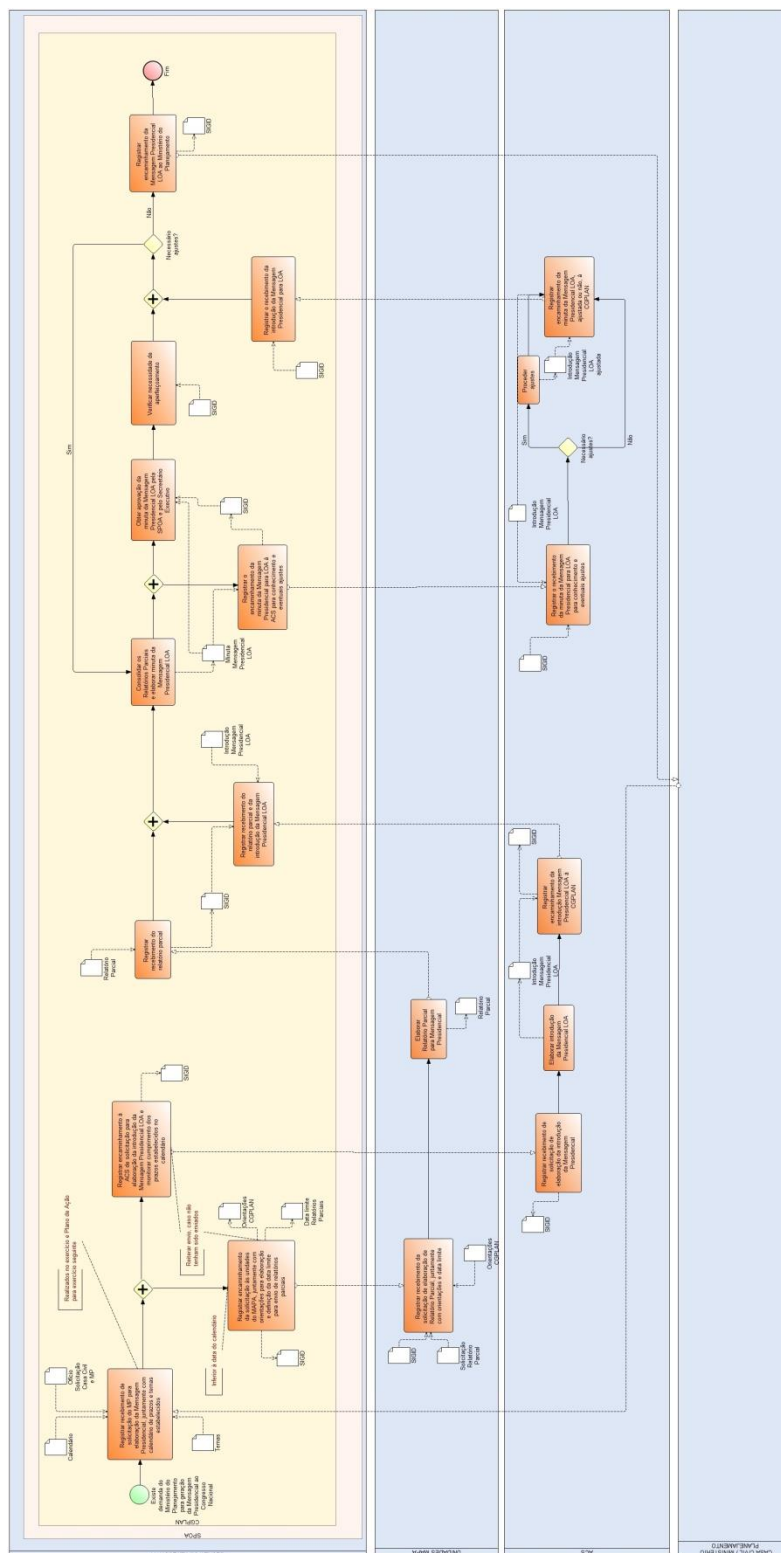 Existe
demanda do
Ministério do
Planejamento
para geração
da Mensagem
Presidencial ao
Congresso
Nacional
Registrar recebimento de
solicitação do MP para
elaboração da Mensagem
Presidencial, juntamente com
calendário de prazos e temas
estabelecidos
Calendário
Ofício
Solicitação
Casa Civil
e MP
Temas
Realizados no exercício e Plano de Ação
para exercício seguinte
Inferior à data do calendário
Reiterar envio, caso não
tenham sido enviados
Registrar encaminhamento
da solicitação às unidades
do MAPA, juntamente com
orientações para elaboração
e definição da data limite
para envio de relatórios
parciais
SIGID
Orientações
CGPLAN
Data limite
Relatórios
Parciais
Registrar encaminhamento à
ACS de solicitação para
elaboração da introdução da
Mensagem Presidencial LOA e
monitorar cumprimento dos
prazos estabelecidos no
calendário
SIGID
Relatório
Parcial
Registrar
recebimento do
relatório parcial
SIGID
Registrar recebimento do
relatório parcial e da
introdução da Mensagem
Presidencial LOA
Introdução
Mensagem
Presidencial
LOA
Consolidar os
Relatórios Parciais
e elaborar minuta da
Mensagem
Presidencial LOA
Minuta
Mensagem
Presidencial
LOA
Registrar o
encaminhamento da
minuta da Mensagem
Presidencial para LOA à
ACS para conhecimento e
eventuais ajustes
SIGID
Obter aprovação da
minuta da Mensagem
Presidencial LOA pelo
SPOA e pelo Secretário
Executivo
Verificar necessidade de
aperfeiçoamento
SIGID
Registrar o recebimento da
introdução da Mensagem
Presidencial para LOA
SIGID
Necessário
ajustes?
Sim
Não
Registrar
encaminhamento da
Mensagem Presidencial
LOA ao Ministério do
Planejamento
SIGID
Fim
CGPLAN
SPOA
Registrar recebimento da
solicitação de elaboração de
Relatório Parcial, juntamente
com orientações e data limite
SIGID
Solicitação
Relatório
Parcial
Orientações
CGPLAN
Elaborar
Relatório Parcial
para Mensagem
Presidencial
Relatório
Parcial
UNIDADES MAPA
Registrar recebimento de
solicitação de
elaboração da introdução
da Mensagem
Presidencial
SIGID
Elaborar introdução
da Mensagem
Presidencial LOA
Introdução
Mensagem
Presidencial
LOA
Registrar
encaminhamento da
introdução Mensagem
Presidencial LOA à
CGPLAN
SIGID
Registrar o recebimento
da minuta da Mensagem
Presidencial para LOA
para conhecimento e
eventuais ajustes
SIGID
Introdução
Mensagem
Presidencial
LOA
Necessário
ajustes?
Sim
Não
Proceder
ajustes
Introdução
Mensagem
Presidencial
LOA
ajustada
Registrar
encaminhamento da
minuta da Mensagem
Presidencial LOA,
ajustada ou não, à
CGPLAN
ACS
CASA CIVIL / MINISTÉRIO
PLANEJAMENTO